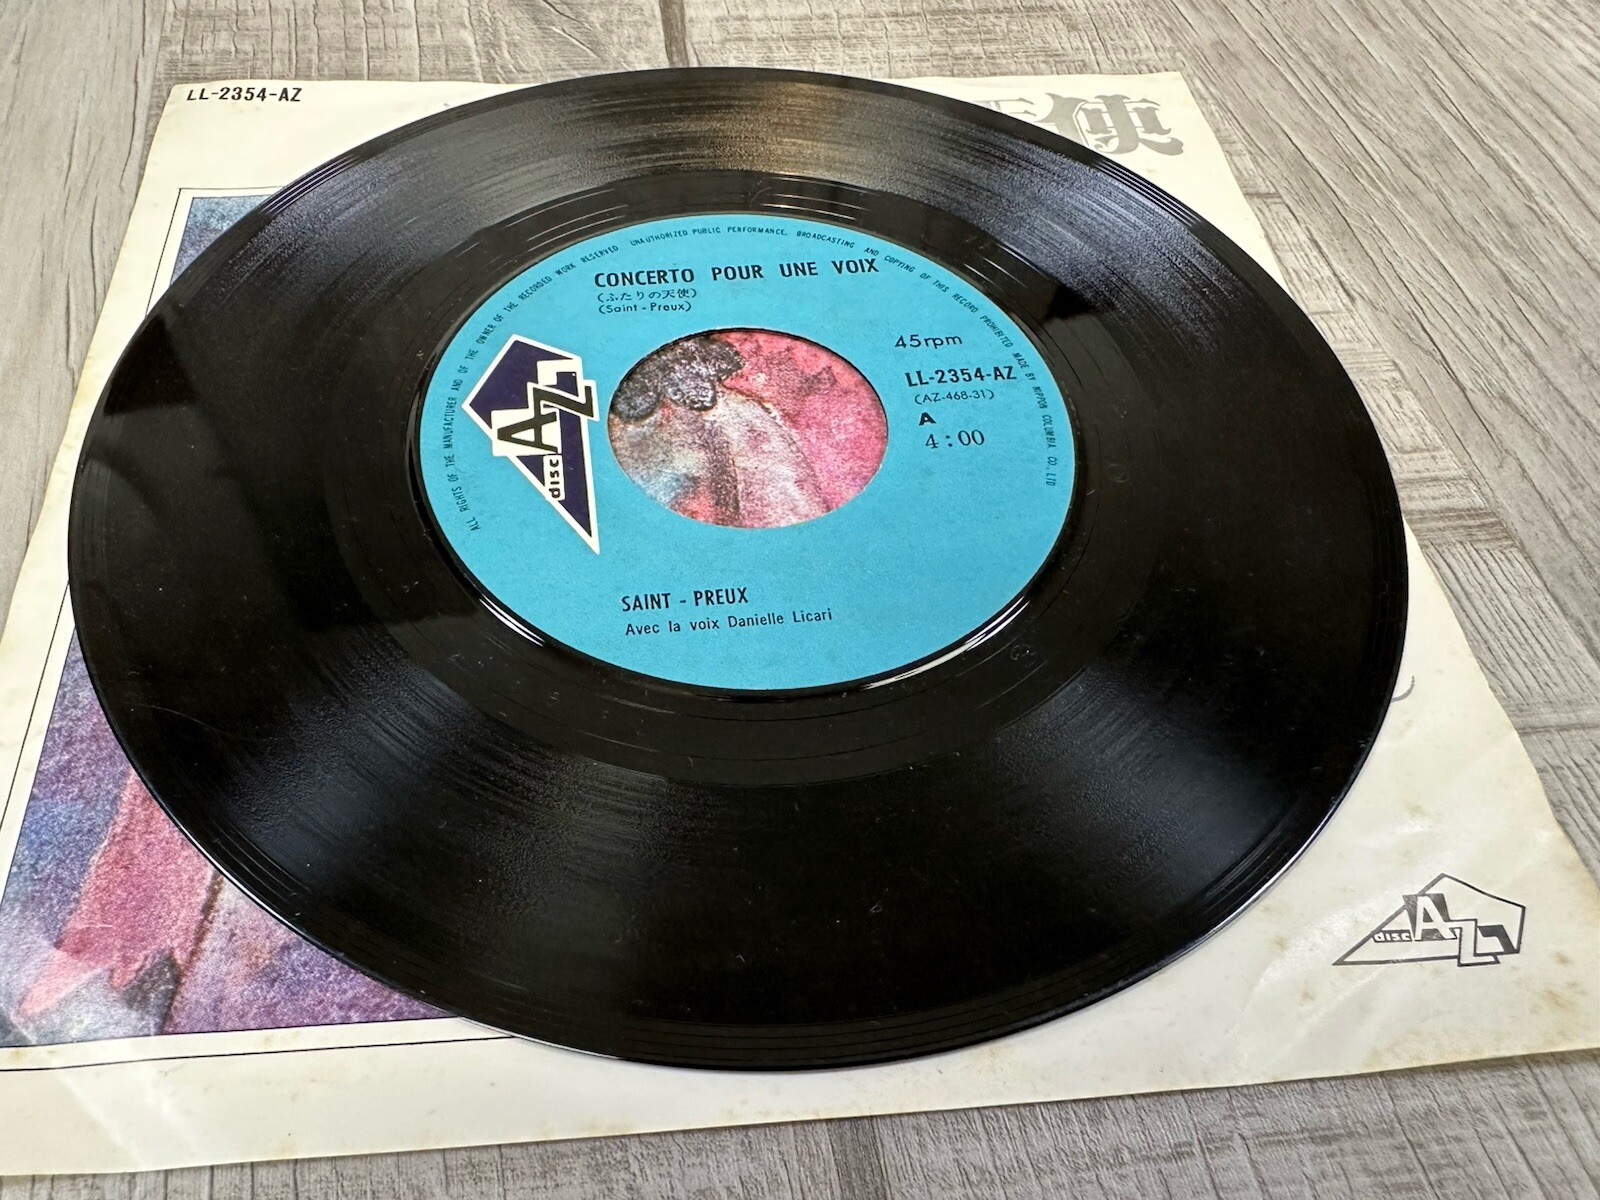 LL-2354-AZ
天使
ALL RIGHTS OF THE MANUFACTURER AND OF THE OWNER OF THE RECORDED WORK RESERVED UNAUTHORIZED PUBLIC PERFORMANCE, BROADCASTING AND COPYING OF THIS RECORD PROHIBITED MADE BY NIPPON COLUMBIA CO., LTD
CONCERTO POUR UNE VOIX
(ふたりの天使)
(Saint-Preux)
45rpm
LL-2354-AZ
(AZ-468-31)
A
4:00
disc AZ
SAINT-PREUX
Avec la voix Danielle Licari
disc AZ